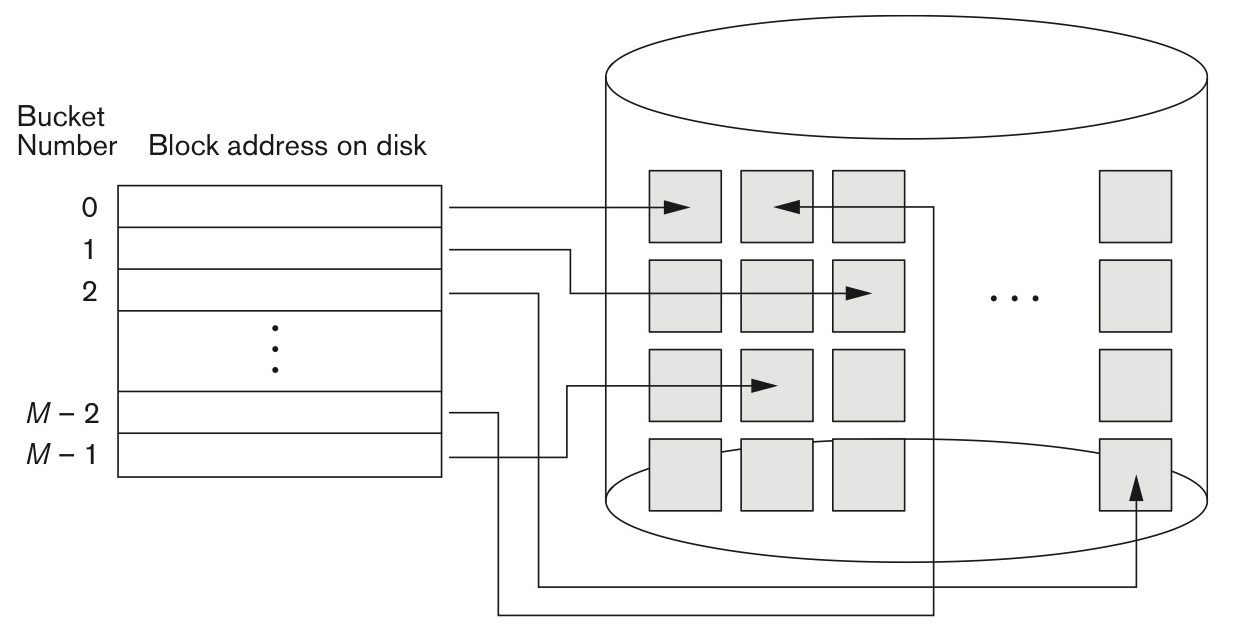 Bucket
Number Block address on disk
0
1
2
⋮
M – 2
M – 1
. . .